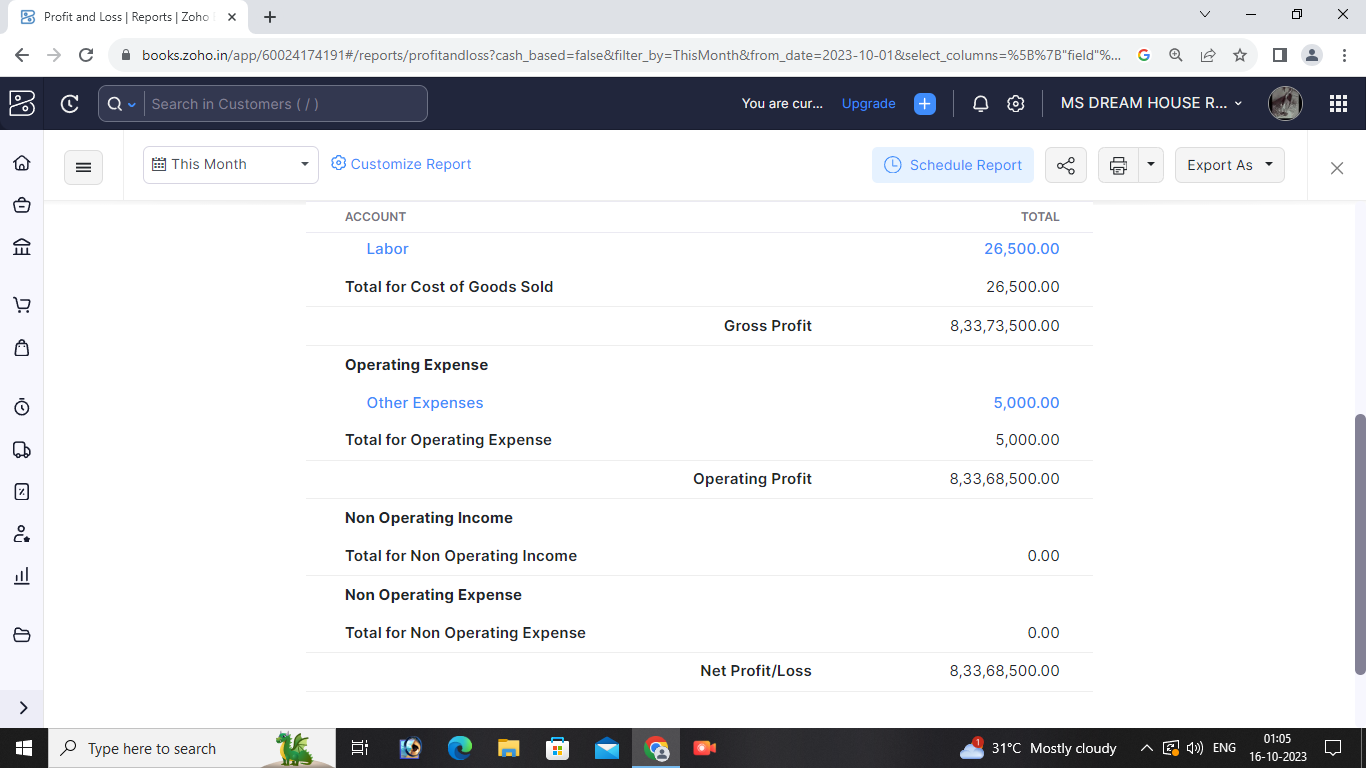 Profit and Loss | Reports | Zoho
books.zoho.in/app/60024174191#/reports/profitandloss?cash_based=false&filter_by=ThisMonth&from_date=2023-10-01&select_columns=%5B%7B"field"%...
Search in Customers ( / )
You are cur...
Upgrade
MS DREAM HOUSE R...
This Month
Customize Report
Schedule Report
Export As
ACCOUNT TOTAL
Labor 26,500.00
Total for Cost of Goods Sold 26,500.00
Gross Profit 8,33,73,500.00
Operating Expense
Other Expenses 5,000.00
Total for Operating Expense 5,000.00
Operating Profit 8,33,68,500.00
Non Operating Income
Total for Non Operating Income 0.00
Non Operating Expense
Total for Non Operating Expense 0.00
Net Profit/Loss 8,33,68,500.00
Type here to search
1
31°C Mostly cloudy
ENG
01:05
16-10-2023